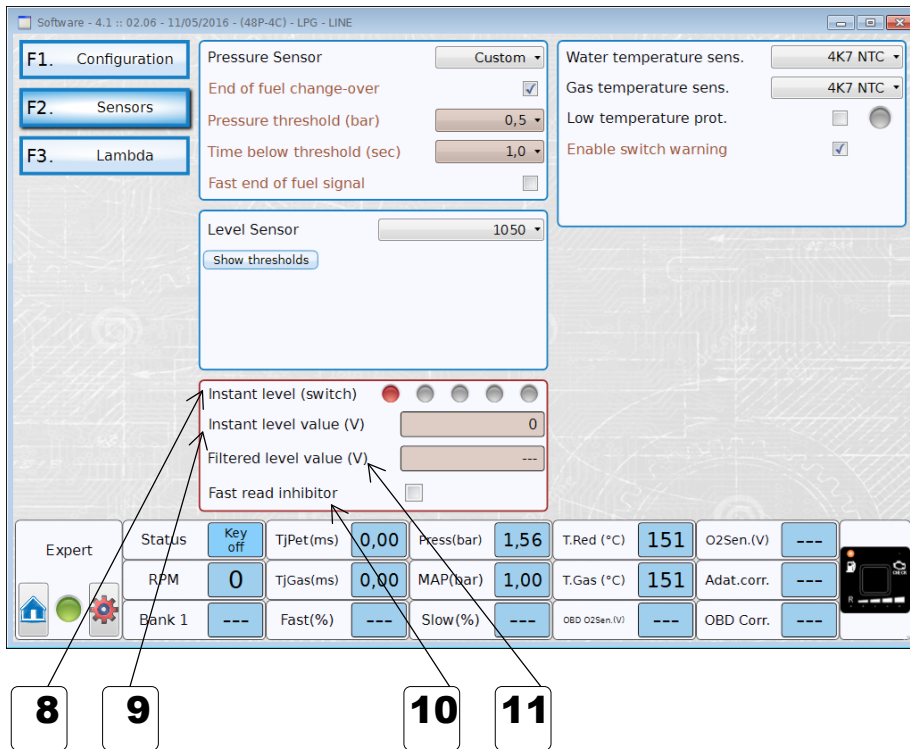 Software - 4.1 :: 02.06 - 11/05/2016 - (48P-4C) - LPG - LINE
F1. Configuration
F2. Sensors
F3. Lambda
Pressure Sensor Custom
End of fuel change-over
Pressure threshold (bar) 0,5
Time below threshold (sec) 1,0
Fast end of fuel signal
Water temperature sens. 4K7 NTC
Gas temperature sens. 4K7 NTC
Low temperature prot.
Enable switch warning
Level Sensor 1050
Show thresholds
Instant level (switch)
Instant level value (V) 0
Filtered level value (V) ---
Fast read inhibitor
Expert
Status Key off TjPet(ms) 0,00 Press(bar) 1,56 T.Red (°C) 151 O2Sen.(V) ---
RPM 0 TjGas(ms) 0,00 MAP(bar) 1,00 T.Gas (°C) 151 Adat.corr. ---
Bank 1 --- Fast(%) --- Slow(%) --- OBD O2Sen.(V) --- OBD Corr. ---
CHECK
R
8 9 10 11